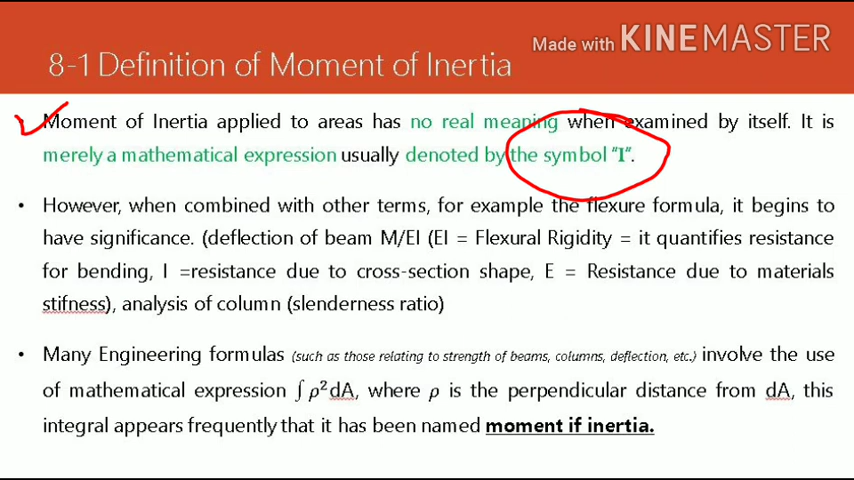 Made with KINEMASTER
8-1 Definition of Moment of Inertia
Moment of Inertia applied to areas has no real meaning when examined by itself. It is
merely a mathematical expression usually denoted by the symbol "I".
• However, when combined with other terms, for example the flexure formula, it begins to
have significance. (deflection of beam M/EI (EI = Flexural Rigidity = it quantifies resistance
for bending, I =resistance due to cross-section shape, E = Resistance due to materials
stifness), analysis of column (slenderness ratio)
• Many Engineering formulas (such as those relating to strength of beams, columns, deflection, etc.) involve the use
of mathematical expression ∫ ρ²dA, where ρ is the perpendicular distance from dA, this
integral appears frequently that it has been named moment if inertia.